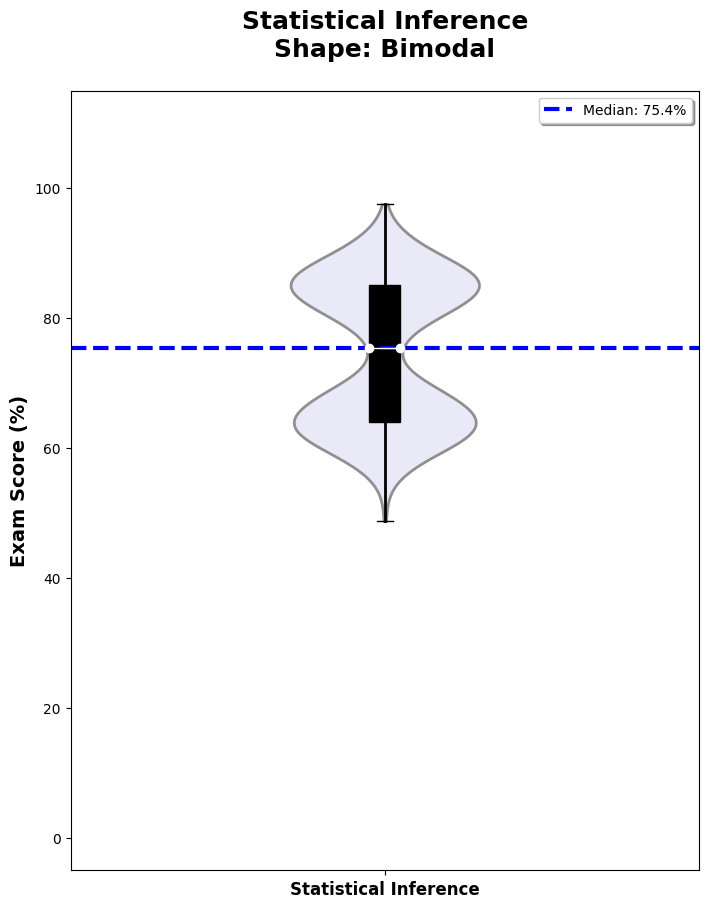 Statistical Inference
Shape: Bimodal
Median: 75.4%
100
80
60
40
20
0
Exam Score (%)
Statistical Inference